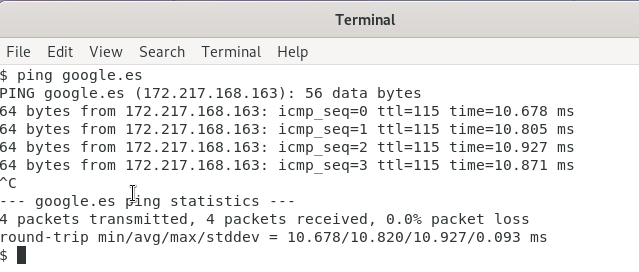 Terminal
File Edit View Search Terminal Help
$ ping google.es
PING google.es (172.217.168.163): 56 data bytes
64 bytes from 172.217.168.163: icmp_seq=0 ttl=115 time=10.678 ms
64 bytes from 172.217.168.163: icmp_seq=1 ttl=115 time=10.805 ms
64 bytes from 172.217.168.163: icmp_seq=2 ttl=115 time=10.927 ms
64 bytes from 172.217.168.163: icmp_seq=3 ttl=115 time=10.871 ms
^C
--- google.es ping statistics ---
4 packets transmitted, 4 packets received, 0.0% packet loss
round-trip min/avg/max/stddev = 10.678/10.820/10.927/0.093 ms
$